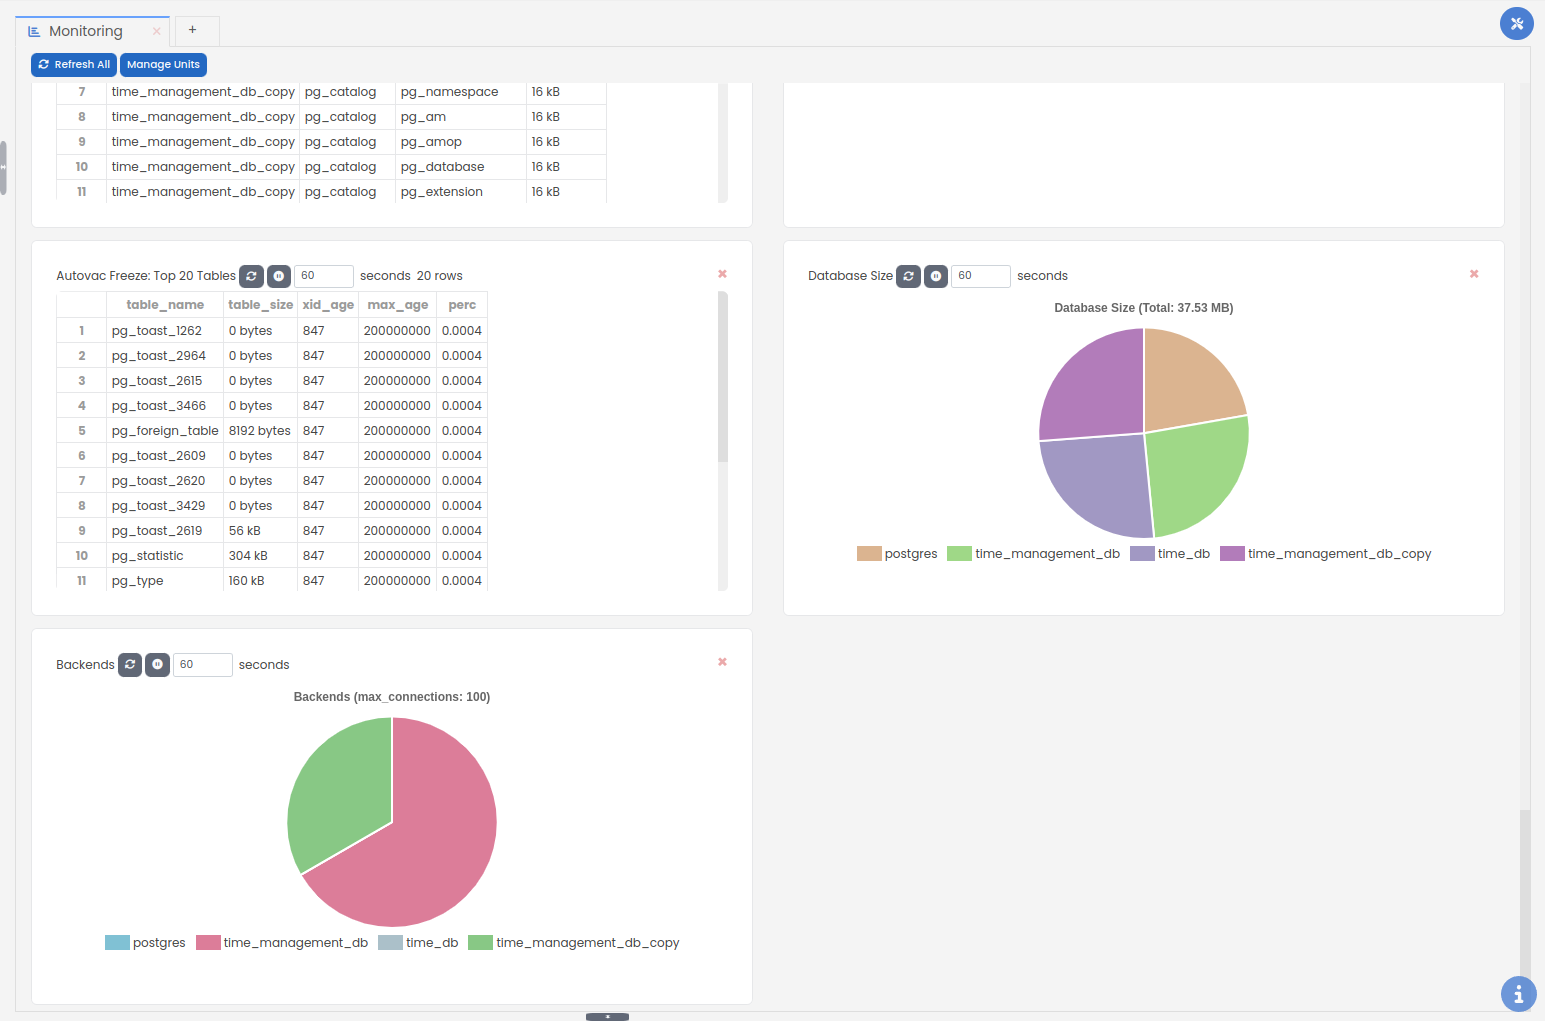 Monitoring
+
Refresh All
Manage Units
7 time_management_db_copy pg_catalog pg_namespace 16 kB
8 time_management_db_copy pg_catalog pg_am 16 kB
9 time_management_db_copy pg_catalog pg_amop 16 kB
10 time_management_db_copy pg_catalog pg_database 16 kB
11 time_management_db_copy pg_catalog pg_extension 16 kB
Autovac Freeze: Top 20 Tables 60 seconds 20 rows
table_name table_size xid_age max_age perc
1 pg_toast_1262 0 bytes 847 200000000 0.0004
2 pg_toast_2964 0 bytes 847 200000000 0.0004
3 pg_toast_2615 0 bytes 847 200000000 0.0004
4 pg_toast_3466 0 bytes 847 200000000 0.0004
5 pg_foreign_table 8192 bytes 847 200000000 0.0004
6 pg_toast_2609 0 bytes 847 200000000 0.0004
7 pg_toast_2620 0 bytes 847 200000000 0.0004
8 pg_toast_3429 0 bytes 847 200000000 0.0004
9 pg_toast_2619 56 kB 847 200000000 0.0004
10 pg_statistic 304 kB 847 200000000 0.0004
11 pg_type 160 kB 847 200000000 0.0004
Database Size 60 seconds
Database Size (Total: 37.53 MB)
postgres time_management_db time_db time_management_db_copy
Backends 60 seconds
Backends (max_connections: 100)
postgres time_management_db time_db time_management_db_copy